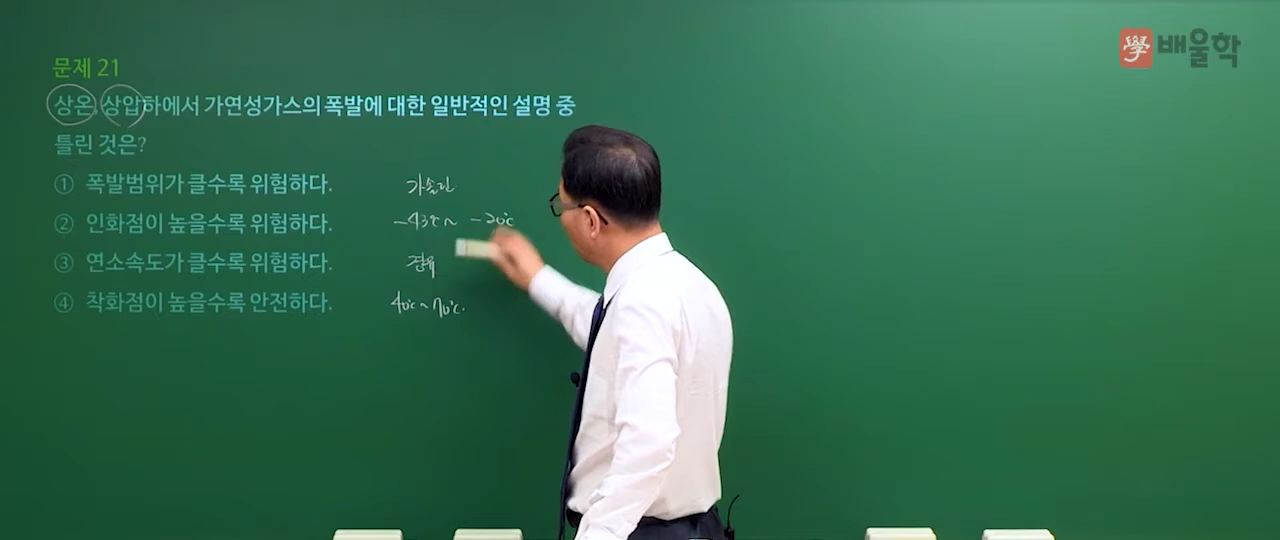 學 배울학
문제 21
상온, 상압하에서 가연성가스의 폭발에 대한 일반적인 설명 중
틀린 것은?
① 폭발범위가 클수록 위험하다.
② 인화점이 높을수록 위험하다.
③ 연소속도가 클수록 위험하다.
④ 착화점이 높을수록 안전하다.
가솔린
-43℃ ~ -20℃
경유
40℃ ~ 70℃.